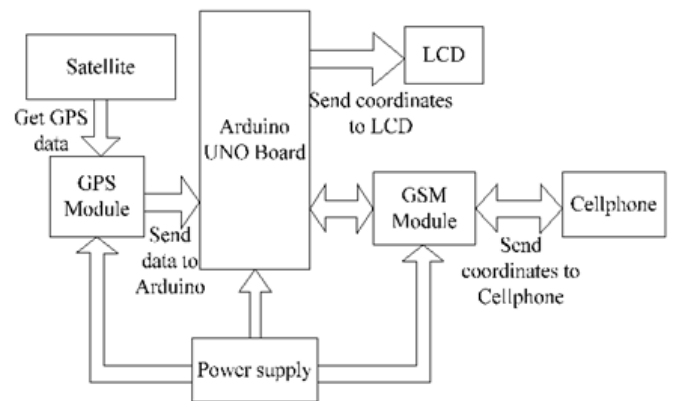 Satellite
Get GPS
data
GPS
Module
Send
data to
Arduino
Arduino
UNO Board
LCD
Send coordinates
to LCD
GSM
Module
Cellphone
Send
coordinates to
Cellphone
Power supply